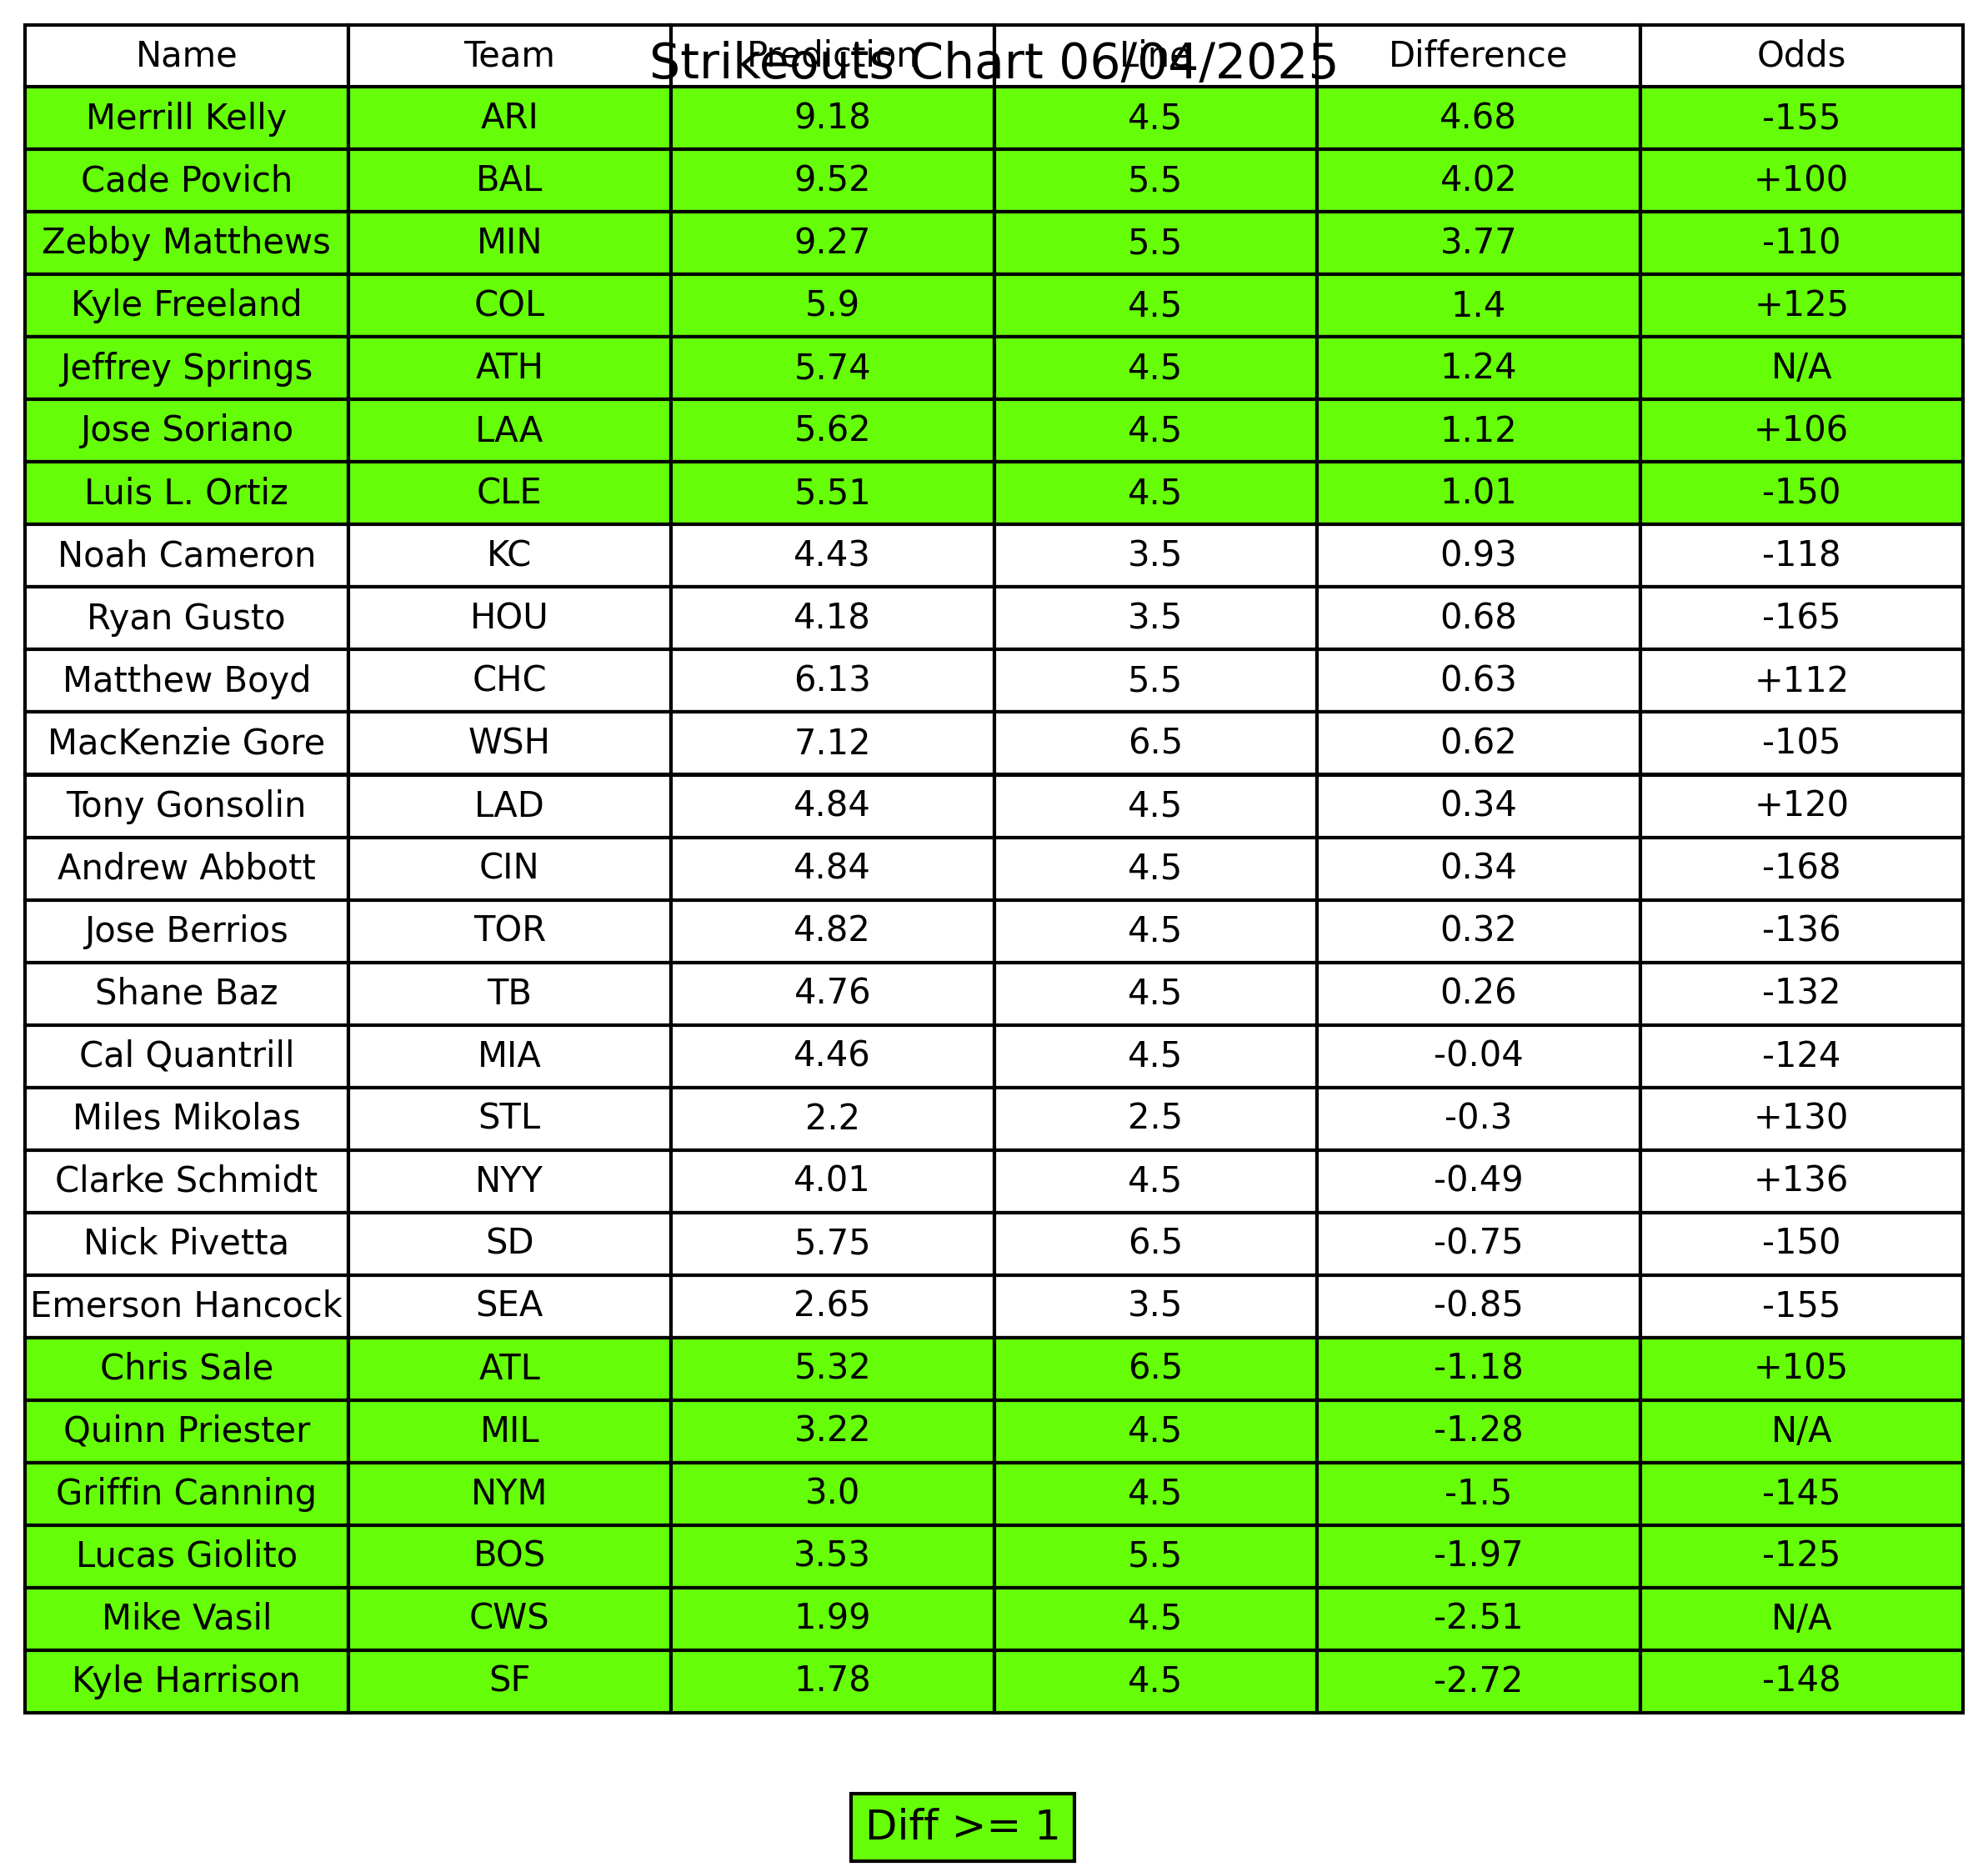 Strikeouts Chart 06/04/2025
Name Team Prediction Line Difference Odds
Merrill Kelly ARI 9.18 4.5 4.68 -155
Cade Povich BAL 9.52 5.5 4.02 +100
Zebby Matthews MIN 9.27 5.5 3.77 -110
Kyle Freeland COL 5.9 4.5 1.4 +125
Jeffrey Springs ATH 5.74 4.5 1.24 N/A
Jose Soriano LAA 5.62 4.5 1.12 +106
Luis L. Ortiz CLE 5.51 4.5 1.01 -150
Noah Cameron KC 4.43 3.5 0.93 -118
Ryan Gusto HOU 4.18 3.5 0.68 -165
Matthew Boyd CHC 6.13 5.5 0.63 +112
MacKenzie Gore WSH 7.12 6.5 0.62 -105
Tony Gonsolin LAD 4.84 4.5 0.34 +120
Andrew Abbott CIN 4.84 4.5 0.34 -168
Jose Berrios TOR 4.82 4.5 0.32 -136
Shane Baz TB 4.76 4.5 0.26 -132
Cal Quantrill MIA 4.46 4.5 -0.04 -124
Miles Mikolas STL 2.2 2.5 -0.3 +130
Clarke Schmidt NYY 4.01 4.5 -0.49 +136
Nick Pivetta SD 5.75 6.5 -0.75 -150
Emerson Hancock SEA 2.65 3.5 -0.85 -155
Chris Sale ATL 5.32 6.5 -1.18 +105
Quinn Priester MIL 3.22 4.5 -1.28 N/A
Griffin Canning NYM 3.0 4.5 -1.5 -145
Lucas Giolito BOS 3.53 5.5 -1.97 -125
Mike Vasil CWS 1.99 4.5 -2.51 N/A
Kyle Harrison SF 1.78 4.5 -2.72 -148
Diff >= 1